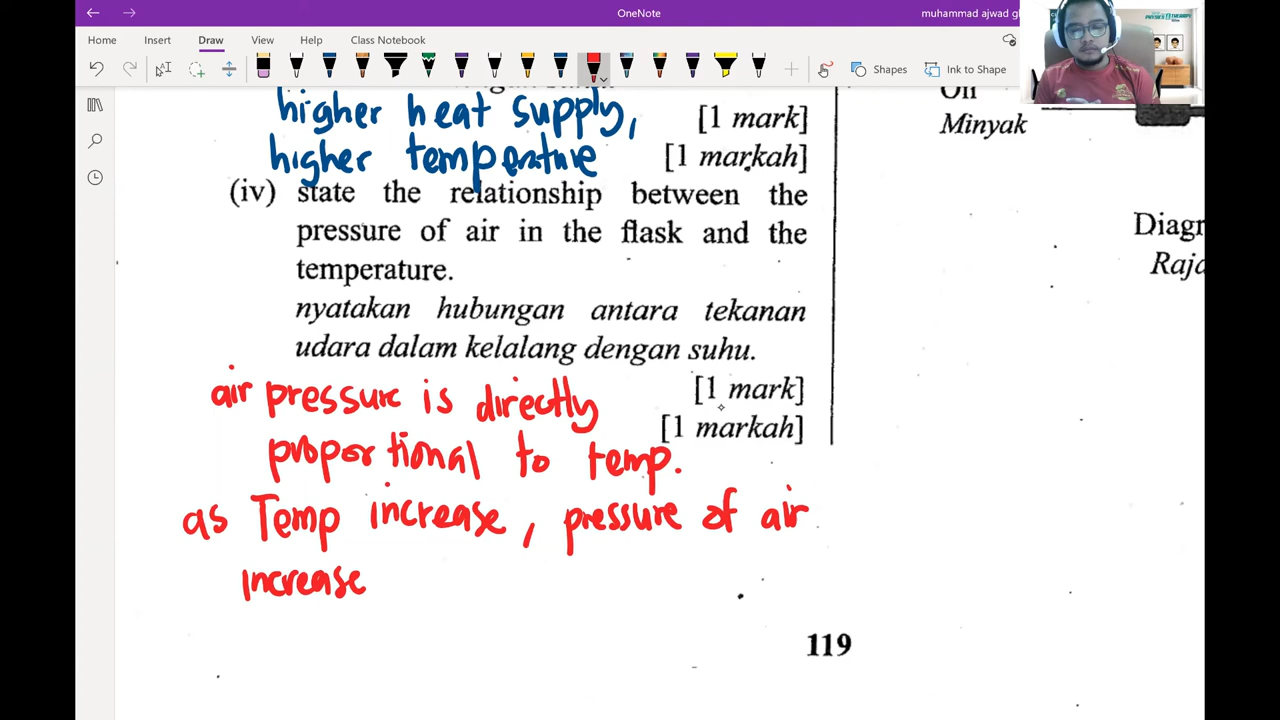 OneNote
muhammad ajwad gh
Home Insert Draw View Help Class Notebook
Shapes
Ink to Shape
PHYSICS THERAPY
higher heat supply,
[1 mark]
higher temperature
[1 markah]
(iv) state the relationship between the
pressure of air in the flask and the
temperature.
nyatakan hubungan antara tekanan
udara dalam kelalang dengan suhu.
[1 mark]
[1 markah]
air pressure is directly
proportional to temp.
as Temp increase, pressure of air
increase
119
Oil
Minyak
Diagr
Raja